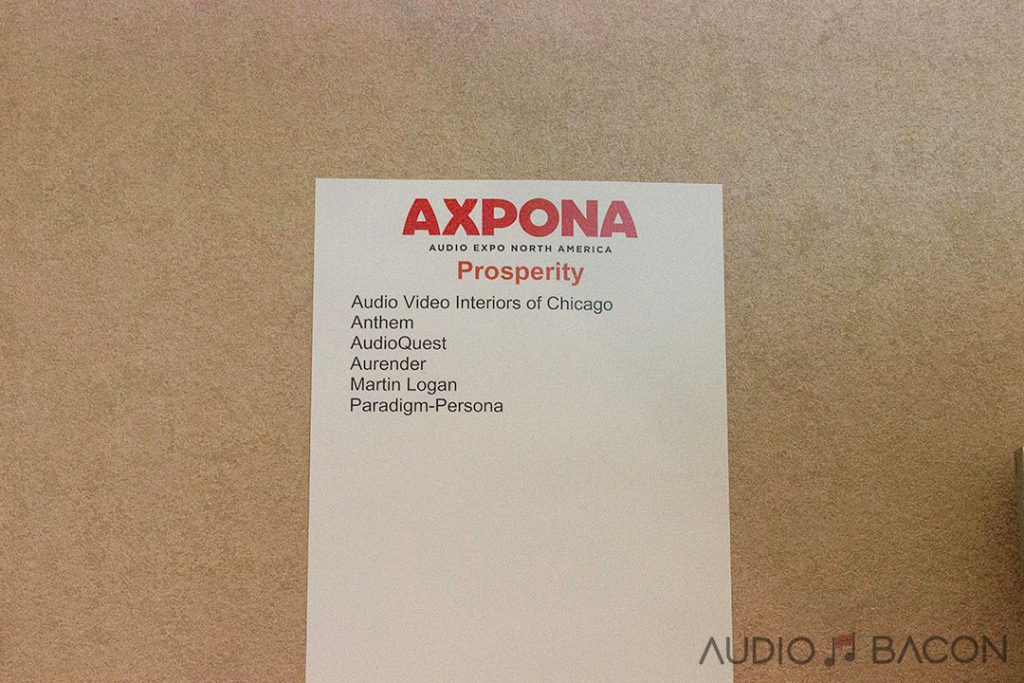 AXPONA
AUDIO EXPO NORTH AMERICA
Prosperity
Audio Video Interiors of Chicago
Anthem
AudioQuest
Aurender
Martin Logan
Paradigm-Persona
AUDIO BACON